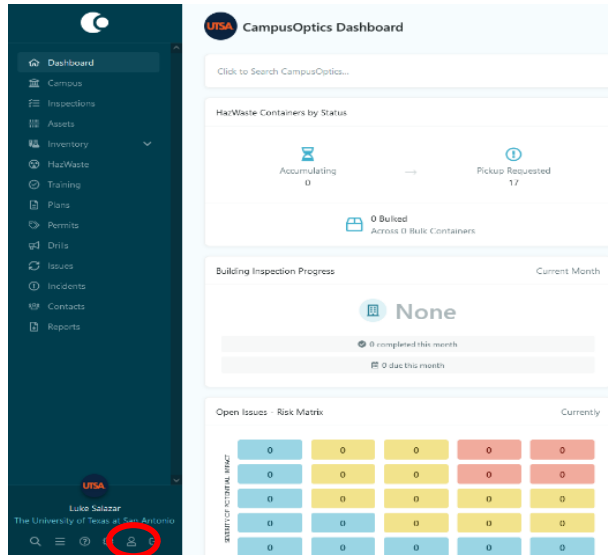 Dashboard
Campus
Inspections
Assets
Inventory
HazWaste
Training
Plans
Permits
Drills
Issues
Incidents
Contacts
Reports
UTSA
Luke Salazar
The University of Texas at San Antonio
UTSA CampusOptics Dashboard
Click to Search CampusOptics...
HazWaste Containers by Status
Accumulating → Pickup Requested
0 17
0 Bulked
Across 0 Bulk Containers
Building Inspection Progress Current Month
None
0 completed this month
0 due this month
Open Issues - Risk Matrix Currently
SEVERITY OF POTENTIAL IMPACT
0 0 0 0 0
0 0 0 0 0
0 0 0 0 0
0 0 0 0 0
0 0 0 0 0